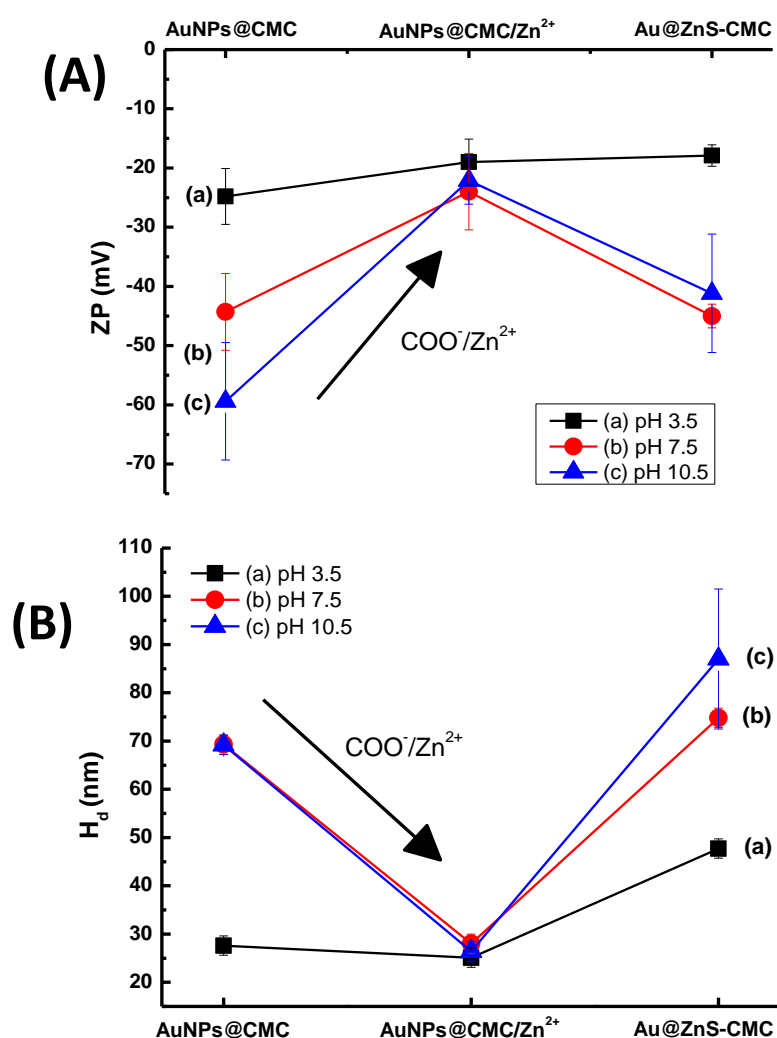 AuNPs@CMC AuNPs@CMC/Zn²⁺ Au@ZnS-CMC
(A)
0
-10
-20
-30
-40
-50
-60
-70
ZP (mV)
(a)
(b)
(c)
COO⁻/Zn²⁺
(a) pH 3.5
(b) pH 7.5
(c) pH 10.5
(B)
110
100
90
80
70
60
50
40
30
20
H_d (nm)
(a) pH 3.5
(b) pH 7.5
(c) pH 10.5
COO⁻/Zn²⁺
(c)
(b)
(a)
AuNPs@CMC AuNPs@CMC/Zn²⁺ Au@ZnS-CMC